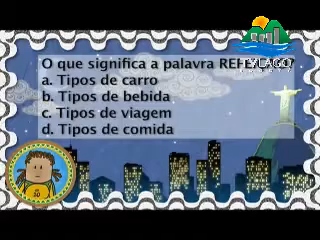 O que significa a palavra
a. Tipos de carro
b. Tipos de bebida
c. Tipos de viagem
d. Tipos de comida